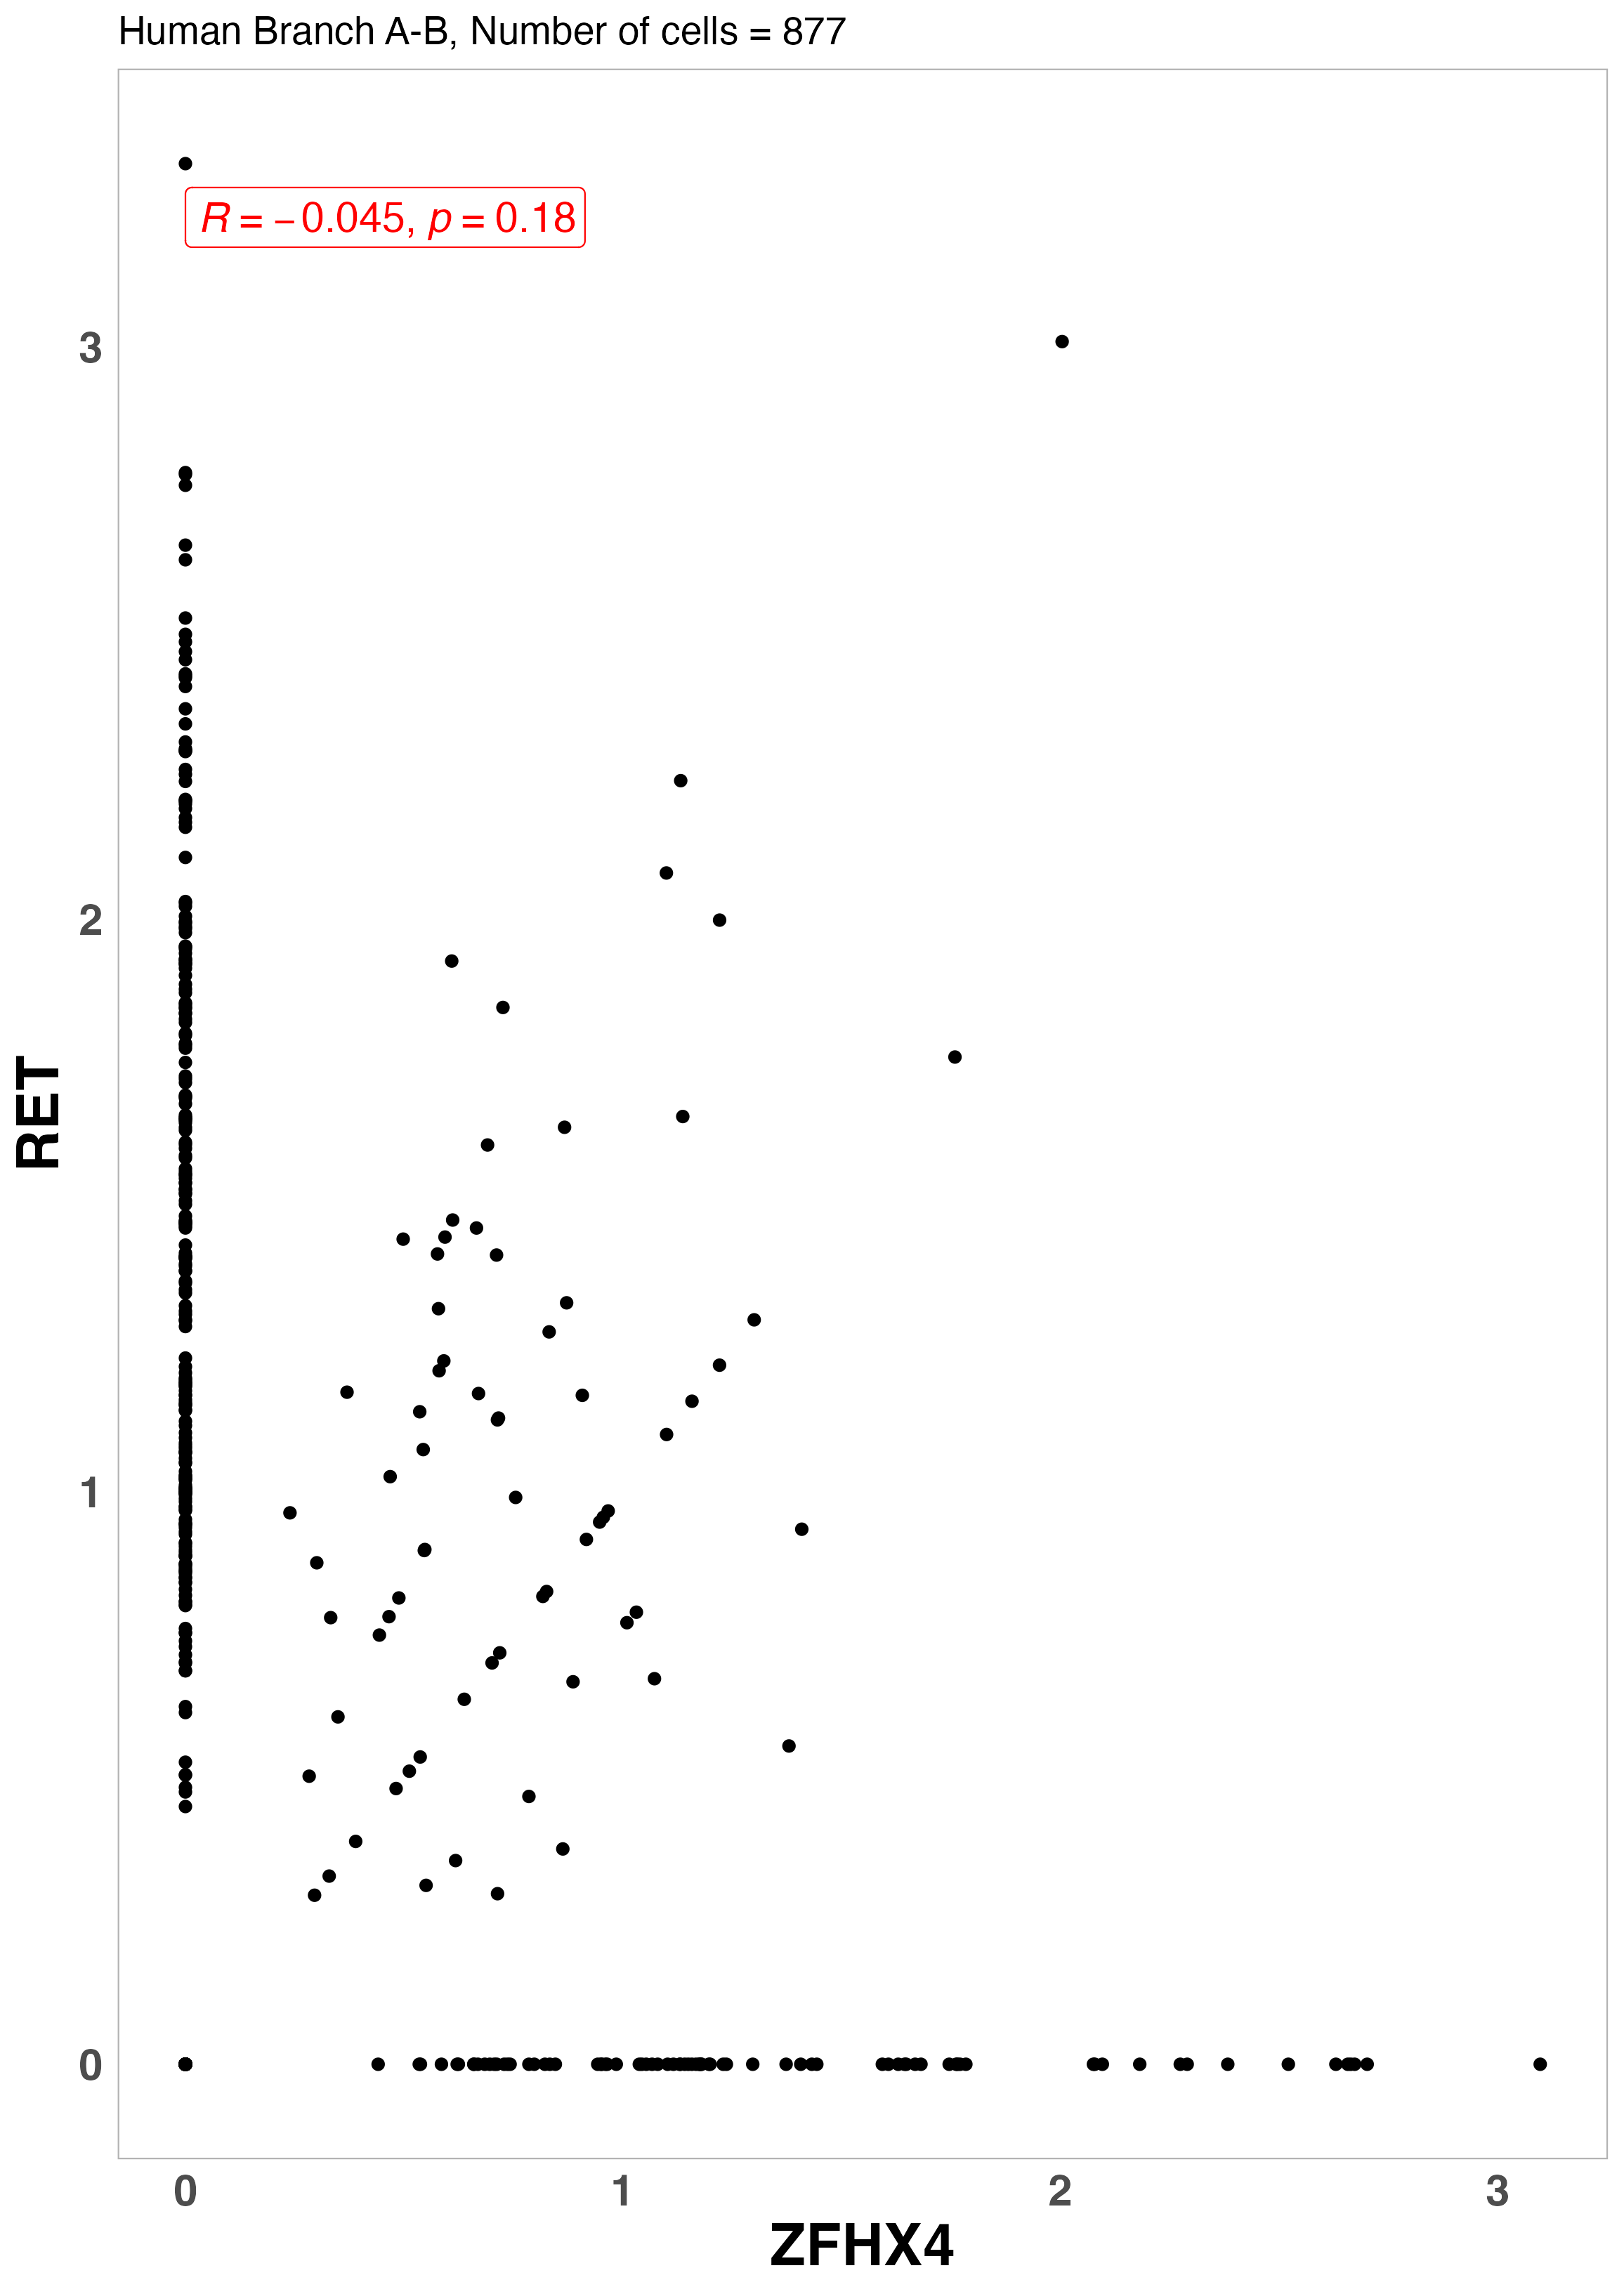 Human Branch A-B, Number of cells = 877
R = −0.045, p = 0.18
3
2
1
0
RET
0 1 2 3
ZFHX4